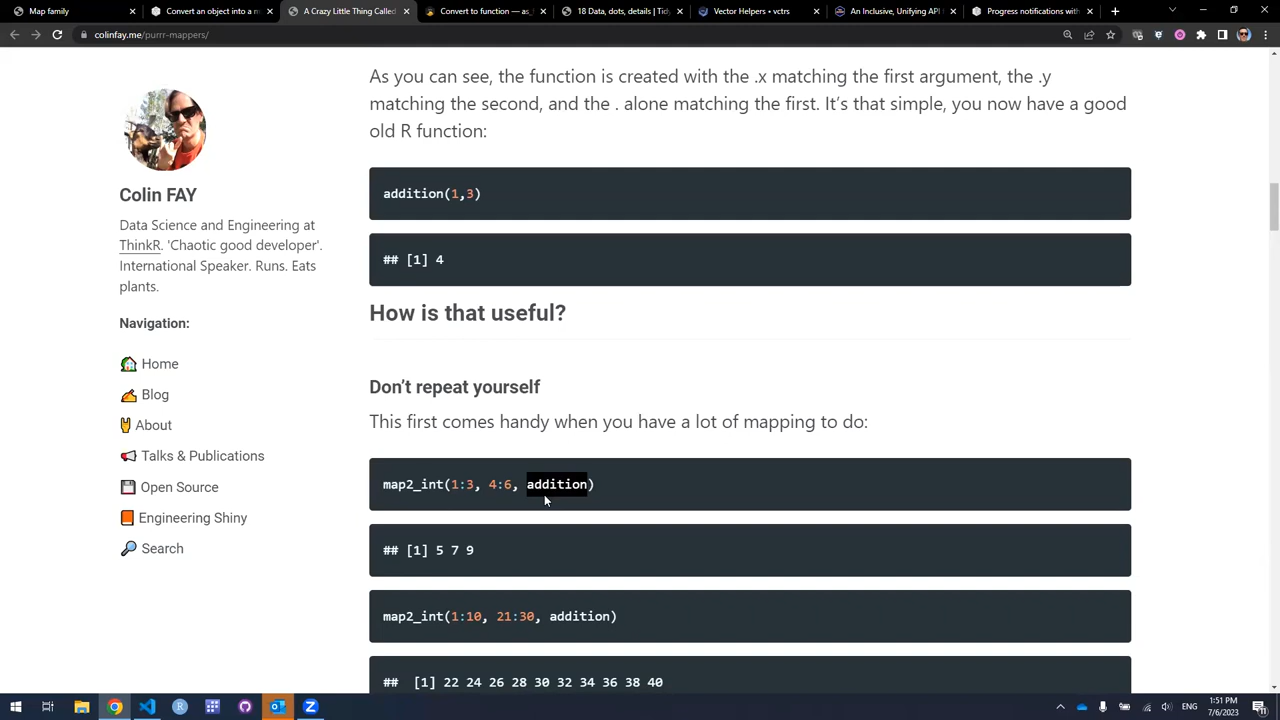 Map — Database
Convert an object into a m
A Crazy Little Thing Called
Convert to function — as_
18 Data, dots, details | Tid
Vector Helpers • vctrs
An Inclusive, Unifying API S
Progress notifications with
colinfay.me/purrr-mappers/
As you can see, the function is created with the .x matching the first argument, the .y
matching the second, and the . alone matching the first. It’s that simple, you now have a good
old R function:
addition(1,3)
## [1] 4
How is that useful?
Don’t repeat yourself
This first comes handy when you have a lot of mapping to do:
map2_int(1:3, 4:6, addition)
## [1] 5 7 9
map2_int(1:10, 21:30, addition)
## [1] 22 24 26 28 30 32 34 36 38 40
Colin FAY
Data Science and Engineering at
ThinkR. 'Chaotic good developer'.
International Speaker. Runs. Eats
plants.
Navigation:
Home
Blog
About
Talks & Publications
Open Source
Engineering Shiny
Search
1:51 PM
7/6/2023